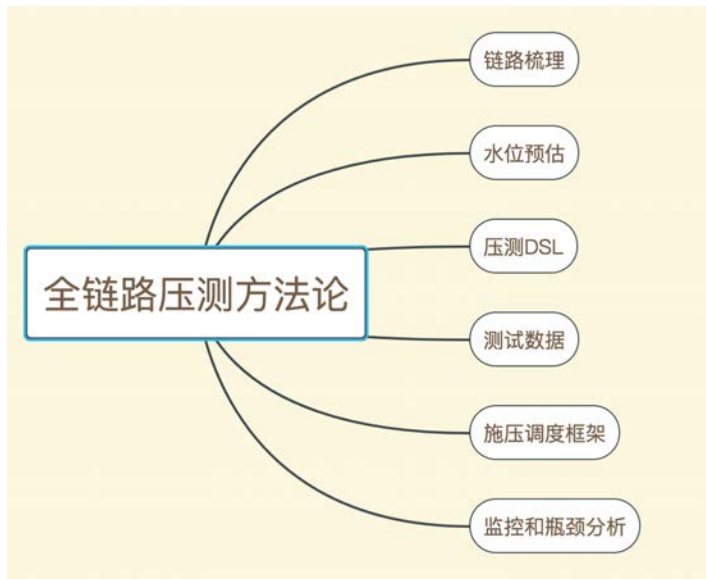 全链路压测方法论
链路梳理
水位预估
压测DSL
测试数据
施压调度框架
监控和瓶颈分析